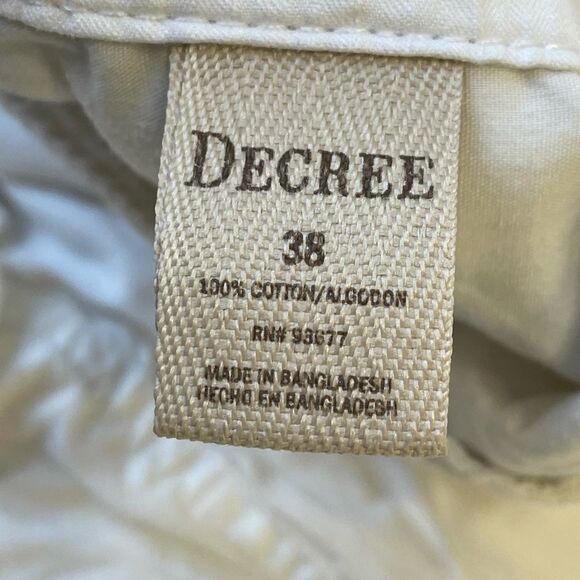 DECREE
38
100% COTTON/ALGODON
RN# 93677
MADE IN BANGLADESH
HECHO EN BANGLADESH